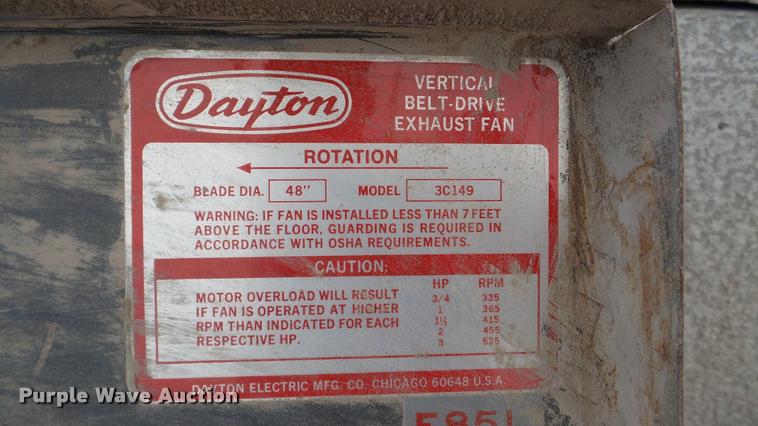 Dayton
VERTICAL
BELT-DRIVE
EXHAUST FAN
ROTATION
BLADE DIA. 48" MODEL 3C149
WARNING: IF FAN IS INSTALLED LESS THAN 7 FEET
ABOVE THE FLOOR, GUARDING IS REQUIRED IN
ACCORDANCE WITH OSHA REQUIREMENTS.
CAUTION:
MOTOR OVERLOAD WILL RESULT
IF FAN IS OPERATED AT HIGHER
RPM THAN INDICATED FOR EACH
RESPECTIVE HP.
HP RPM
3/4 335
1 365
1½ 415
2 455
3 525
DAYTON ELECTRIC MFG. CO. CHICAGO 60648 U.S.A.
Purple Wave Auction